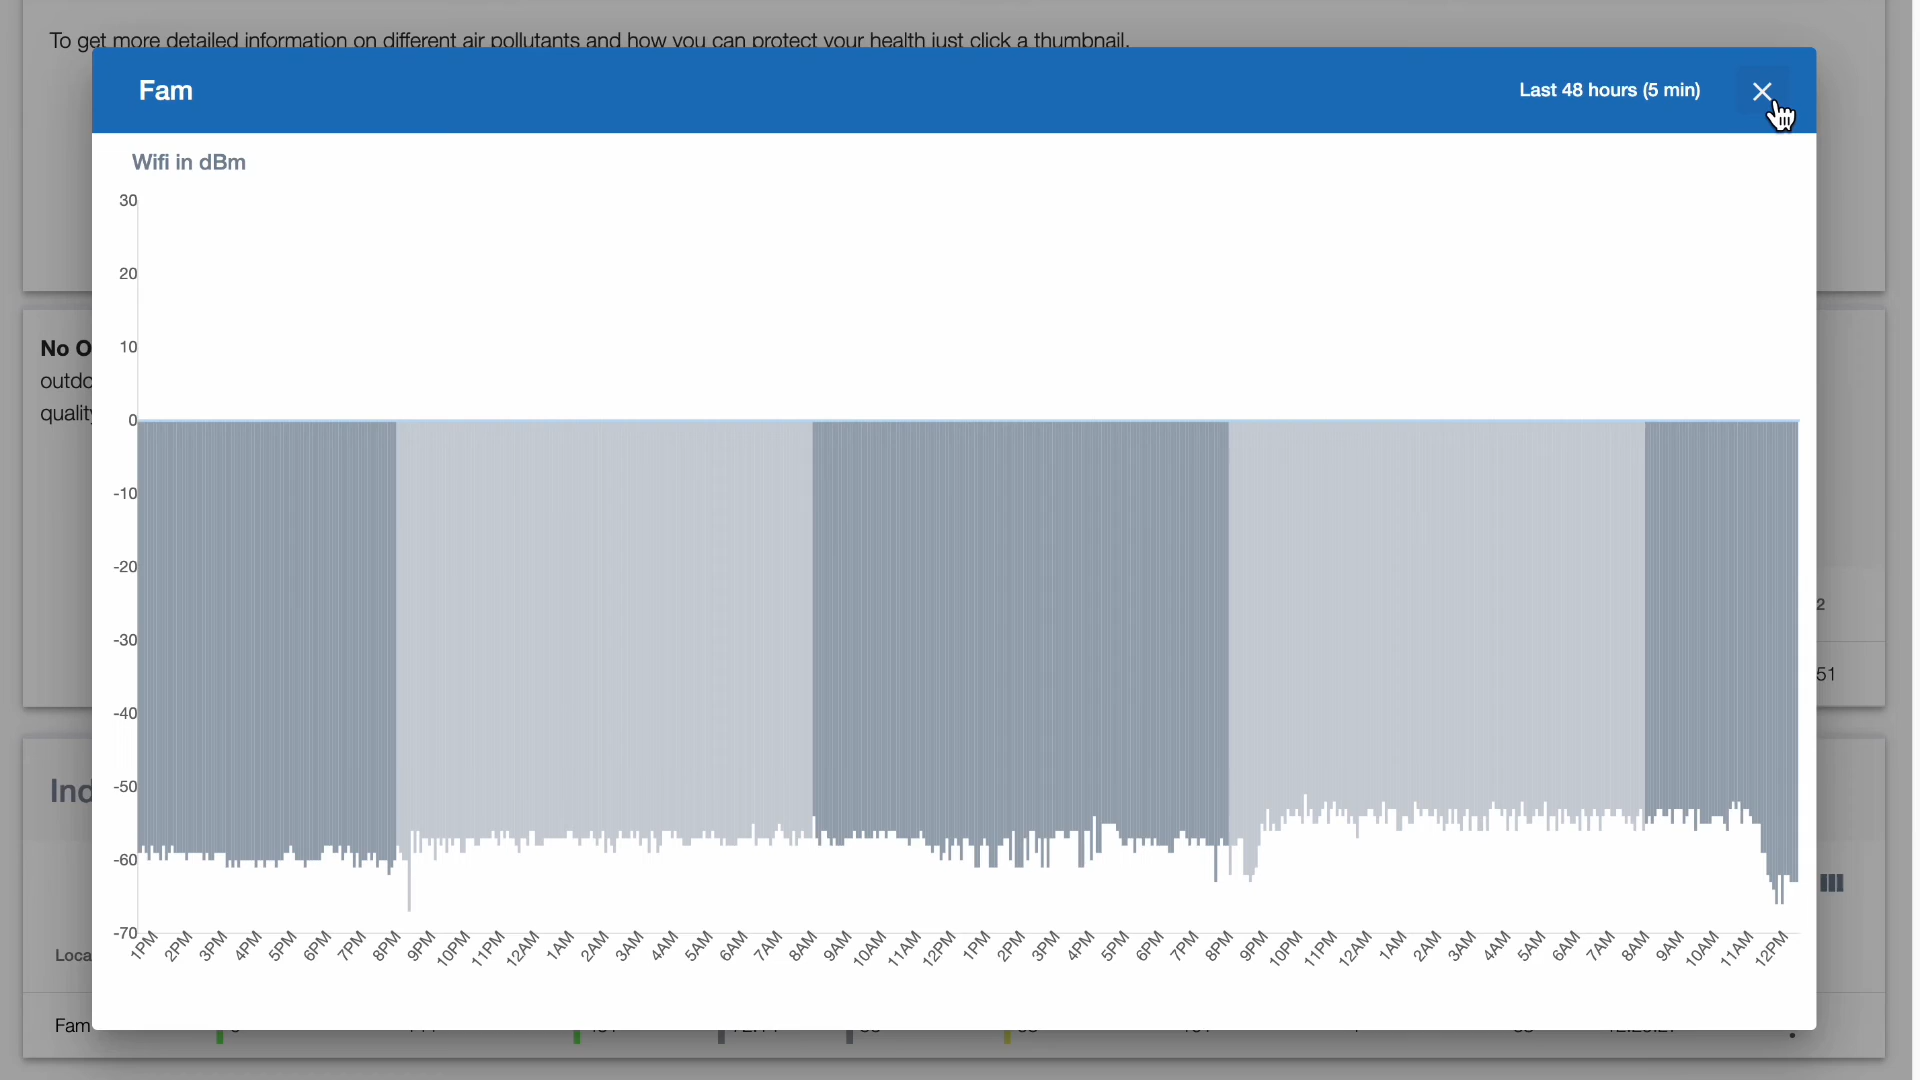 To get more detailed information on different air pollutants and how you can protect your health just click a thumbnail.
Fam
Last 48 hours (5 min)
Wifi in dBm
30
20
10
0
-10
-20
-30
-40
-50
-60
-70
1PM 2PM 3PM 4PM 5PM 6PM 7PM 8PM 9PM 10PM 11PM 12AM 1AM 2AM 3AM 4AM 5AM 6AM 7AM 8AM 9AM 10AM 11AM 12PM 1PM 2PM 3PM 4PM 5PM 6PM 7PM 8PM 9PM 10PM 11PM 12AM 1AM 2AM 3AM 4AM 5AM 6AM 7AM 8AM 9AM 10AM 11AM 12PM
No O
outdo
quality
2
51
Ind
Loca
Fam